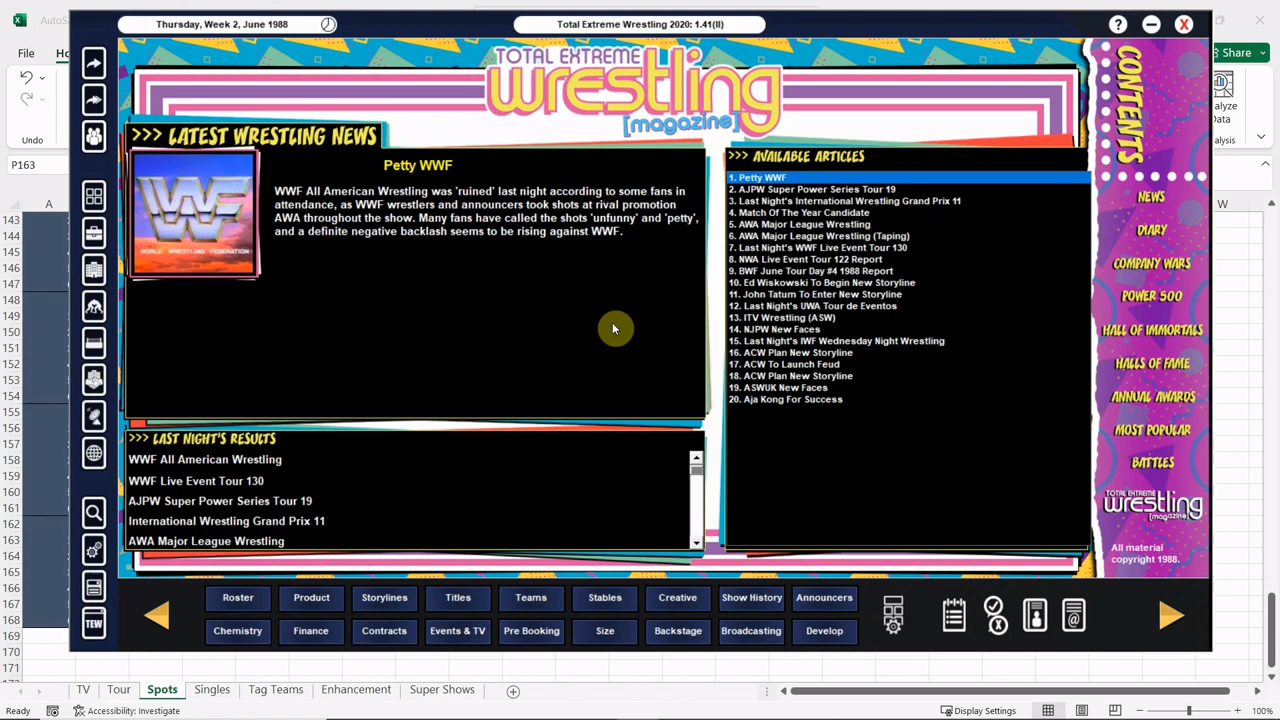 AutoSa
File
Ho
Share
Undo
alyze
Data
alysis
P163
A
W
143
Thursday, Week 2, June 1988
Total Extreme Wrestling 2020: 1.41(II)
?
X
TOTAL EXTREME
wrestling
[magazine]
>>> LATEST WRESTLING NEWS
Petty WWF
WWF All American Wrestling was 'ruined' last night according to some fans in
attendance, as WWF wrestlers and announcers took shots at rival promotion
AWA throughout the show. Many fans have called the shots 'unfunny' and 'petty',
and a definite negative backlash seems to be rising against WWF.
WORLD WRESTLING FEDERATION
>>> AVAILABLE ARTICLES
1. Petty WWF
2. AJPW Super Power Series Tour 19
3. Last Night's International Wrestling Grand Prix 11
4. Match Of The Year Candidate
5. AWA Major League Wrestling
6. AWA Major League Wrestling (Taping)
7. Last Night's WWF Live Event Tour 130
8. NWA Live Event Tour 122 Report
9. BWF June Tour Day #4 1988 Report
10. Ed Wiskowski To Begin New Storyline
11. John Tatum To Enter New Storyline
12. Last Night's UWA Tour de Eventos
13. ITV Wrestling (ASW)
14. NJPW New Faces
15. Last Night's IWF Wednesday Night Wrestling
16. ACW Plan New Storyline
17. ACW To Launch Feud
18. ACW Plan New Storyline
19. ASWUK New Faces
20. Aja Kong For Success
>>> LAST NIGHT'S RESULTS
WWF All American Wrestling
WWF Live Event Tour 130
AJPW Super Power Series Tour 19
International Wrestling Grand Prix 11
AWA Major League Wrestling
CONTENTS
NEWS
DIARY
COMPANY WARS
POWER 500
HALL OF IMMORTALS
HALLS OF FAME
ANNUAL AWARDS
MOST POPULAR
BATTLES
TOTAL EXTREME
wrestling
[magazine]
All material
copyright 1988.
TEW
Roster
Product
Storylines
Titles
Teams
Stables
Creative
Show History
Announcers
Chemistry
Finance
Contracts
Events & TV
Pre Booking
Size
Backstage
Broadcasting
Develop
170
171
TV
Tour
Spots
Singles
Tag Teams
Enhancement
Super Shows
Ready
Accessibility: Investigate
Display Settings
100%